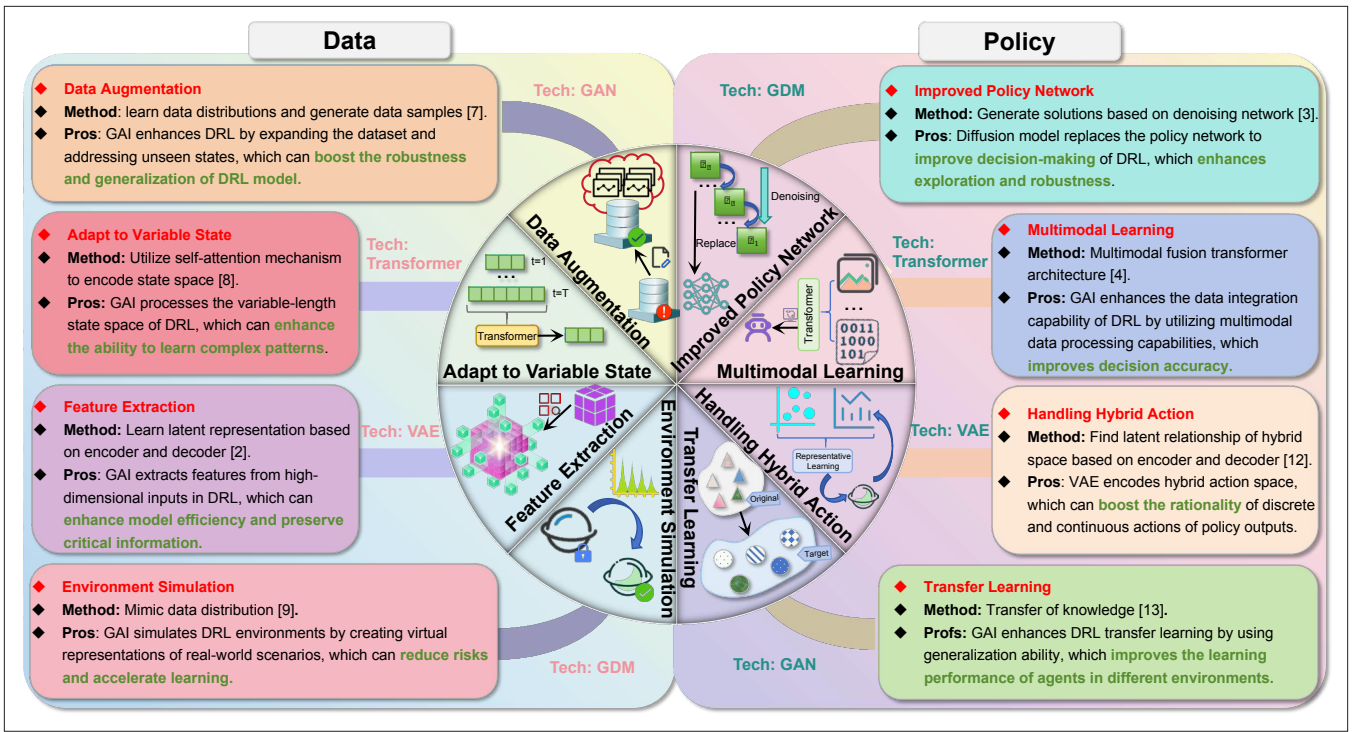 Data
Data Augmentation
Method: learn data distributions and generate data samples [7].
Pros: GAI enhances DRL by expanding the dataset and
addressing unseen states, which can boost the robustness
and generalization of DRL model.
Tech: GAN
Adapt to Variable State
Method: Utilize self-attention mechanism
to encode state space [8].
Pros: GAI processes the variable-length
state space of DRL, which can enhance
the ability to learn complex patterns.
Tech:
Transformer
Feature Extraction
Method: Learn latent representation based
on encoder and decoder [2].
Pros: GAI extracts features from high-
dimensional inputs in DRL, which can
enhance model efficiency and preserve
critical information.
Tech: VAE
Environment Simulation
Method: Mimic data distribution [9].
Pros: GAI simulates DRL environments by creating virtual
representations of real-world scenarios, which can reduce risks
and accelerate learning.
Tech: GDM
Data Augmentation
t=1
...
t=T
Transformer
Adapt to Variable State
Feature Extraction
Environment Simulation
Improved Policy Network
...
...
Denoising
Replace
Multimodal Learning
Transformer
...
0011
1000
101
Handling Hybrid Action
Representative
Learning
Transfer Learning
Original
Target
Policy
Tech: GDM
Improved Policy Network
Method: Generate solutions based on denoising network [3].
Pros: Diffusion model replaces the policy network to
improve decision-making of DRL, which enhances
exploration and robustness.
Tech:
Transformer
Multimodal Learning
Method: Multimodal fusion transformer
architecture [4].
Pros: GAI enhances the data integration
capability of DRL by utilizing multimodal
data processing capabilities, which
improves decision accuracy.
Tech: VAE
Handling Hybrid Action
Method: Find latent relationship of hybrid
space based on encoder and decoder [12].
Pros: VAE encodes hybrid action space,
which can boost the rationality of discrete
and continuous actions of policy outputs.
Tech: GAN
Transfer Learning
Method: Transfer of knowledge [13].
Profs: GAI enhances DRL transfer learning by using
generalization ability, which improves the learning
performance of agents in different environments.